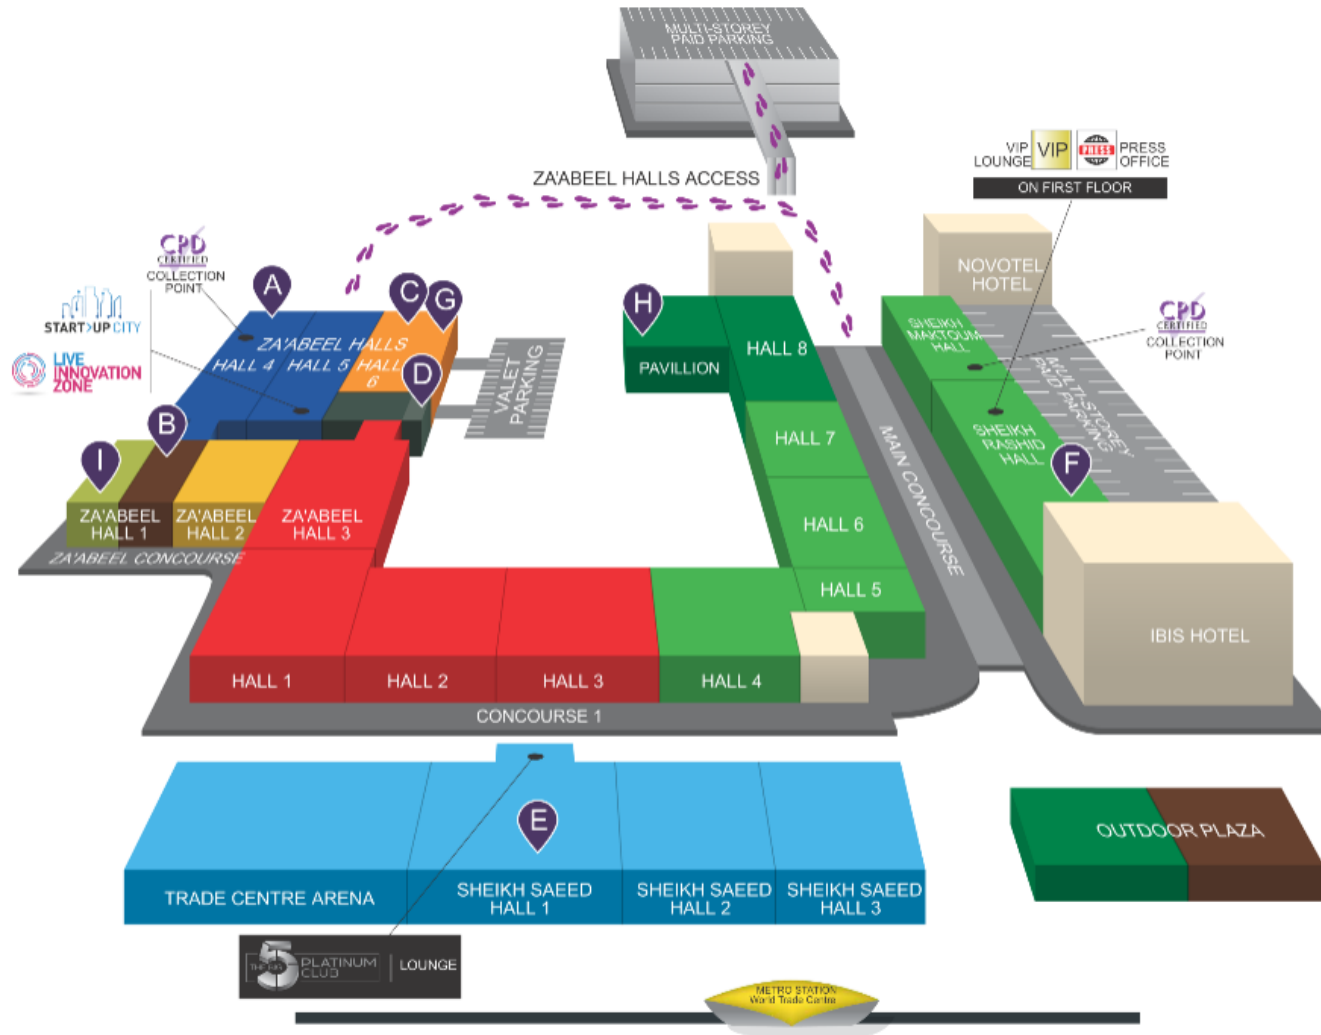 MULTI-STOREY
PAID PARKING
VIP
LOUNGE
VIP
PRESS
PRESS
OFFICE
ON FIRST FLOOR
ZA'ABEEL HALLS ACCESS
CPD
CERTIFIED
COLLECTION
POINT
START>UP CITY
LIVE
INNOVATION
ZONE
A
C
G
ZA'ABEEL HALLS
HALL 4
HALL 5
HALL
6
D
VALET
PARKING
B
I
ZA'ABEEL
HALL 1
ZA'ABEEL
HALL 2
ZA'ABEEL
HALL 3
ZA'ABEEL CONCOURSE
H
PAVILLION
HALL 8
HALL 7
HALL 6
HALL 5
MAIN CONCOURSE
NOVOTEL
HOTEL
SHEIKH
MAKTOUM
HALL
CPD
CERTIFIED
COLLECTION
POINT
MULTI-STOREY
PAID PARKING
SHEIKH
RASHID
HALL
F
IBIS HOTEL
HALL 1
HALL 2
HALL 3
HALL 4
CONCOURSE 1
E
TRADE CENTRE ARENA
SHEIKH SAEED
HALL 1
SHEIKH SAEED
HALL 2
SHEIKH SAEED
HALL 3
OUTDOOR PLAZA
THE BIG
5
PLATINUM
CLUB
LOUNGE
METRO STATION
World Trade Centre